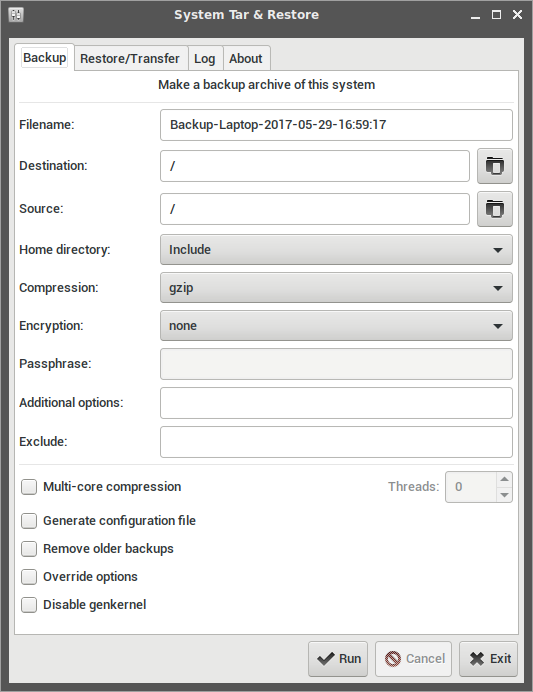 System Tar & Restore
Backup Restore/Transfer Log About
Make a backup archive of this system
Filename: Backup-Laptop-2017-05-29-16:59:17
Destination: /
Source: /
Home directory: Include
Compression: gzip
Encryption: none
Passphrase:
Additional options:
Exclude:
Multi-core compression Threads: 0
Generate configuration file
Remove older backups
Override options
Disable genkernel
Run Cancel Exit